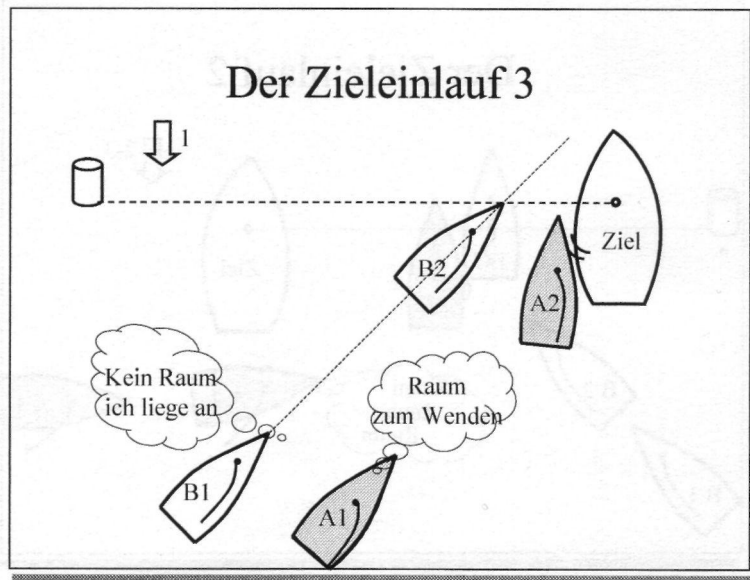 Der Zieleinlauf 3
1
Ziel
B2
A2
Kein Raum
ich liege an
Raum
zum Wenden
B1
A1